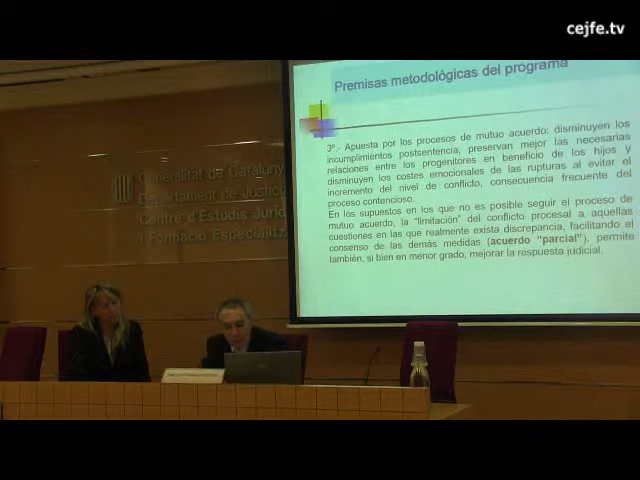 cejfe.tv
Premisas metodológicas del programa
3º.- Apuesta por los procesos de mutuo acuerdo: disminuyen los
incumplimientos postsentencia, preservan mejor las necesarias
relaciones entre los progenitores en beneficio de los hijos y
disminuyen los costes emocionales de las rupturas al evitar el
incremento del nivel de conflicto, consecuencia frecuente del
proceso contencioso.
En los supuestos en los que no es posible seguir el proceso de
mutuo acuerdo, la “limitación” del conflicto procesal a aquellas
cuestiones en las que realmente exista discrepancia, facilitando el
consenso de las demás medidas (acuerdo “parcial”), permite
también, si bien en menor grado, mejorar la respuesta judicial.
Generalitat de Cataluny
Departament de Justíci
Centre d'Estudis Jurídi
i Formació Especialitz